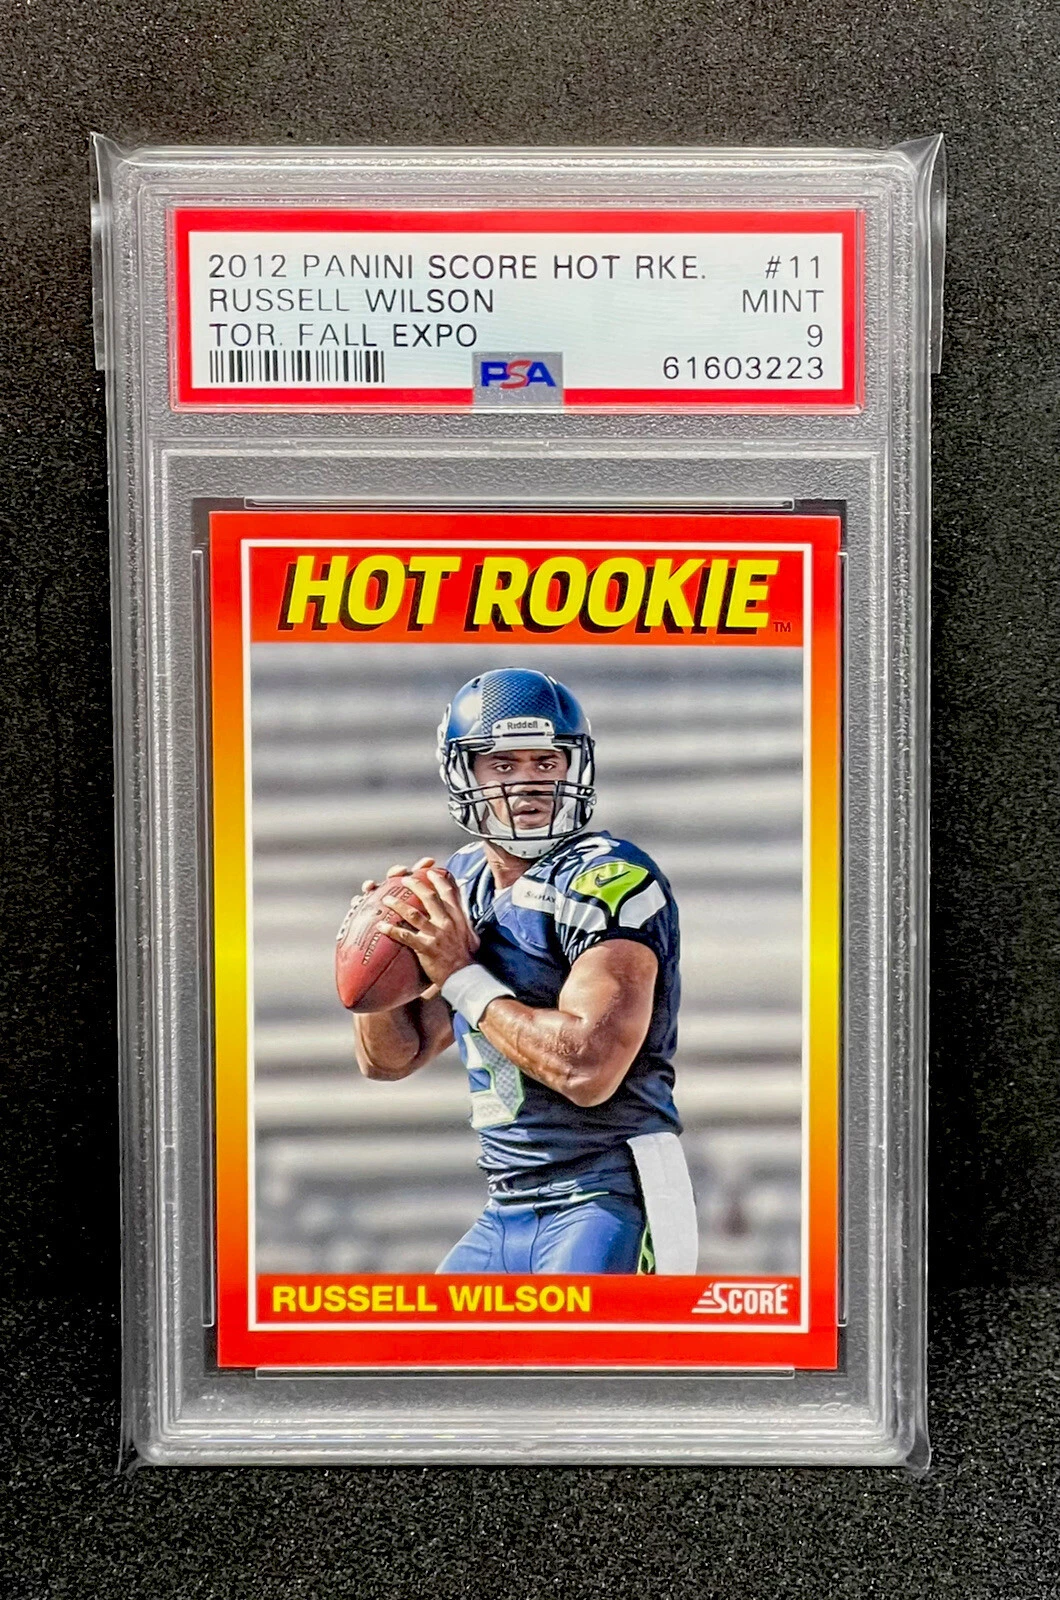 2012 PANINI SCORE HOT RKE. #11
RUSSELL WILSON MINT
TOR. FALL EXPO 9
PSA 61603223
HOT ROOKIE™
Riddell
RUSSELL WILSON SCORE